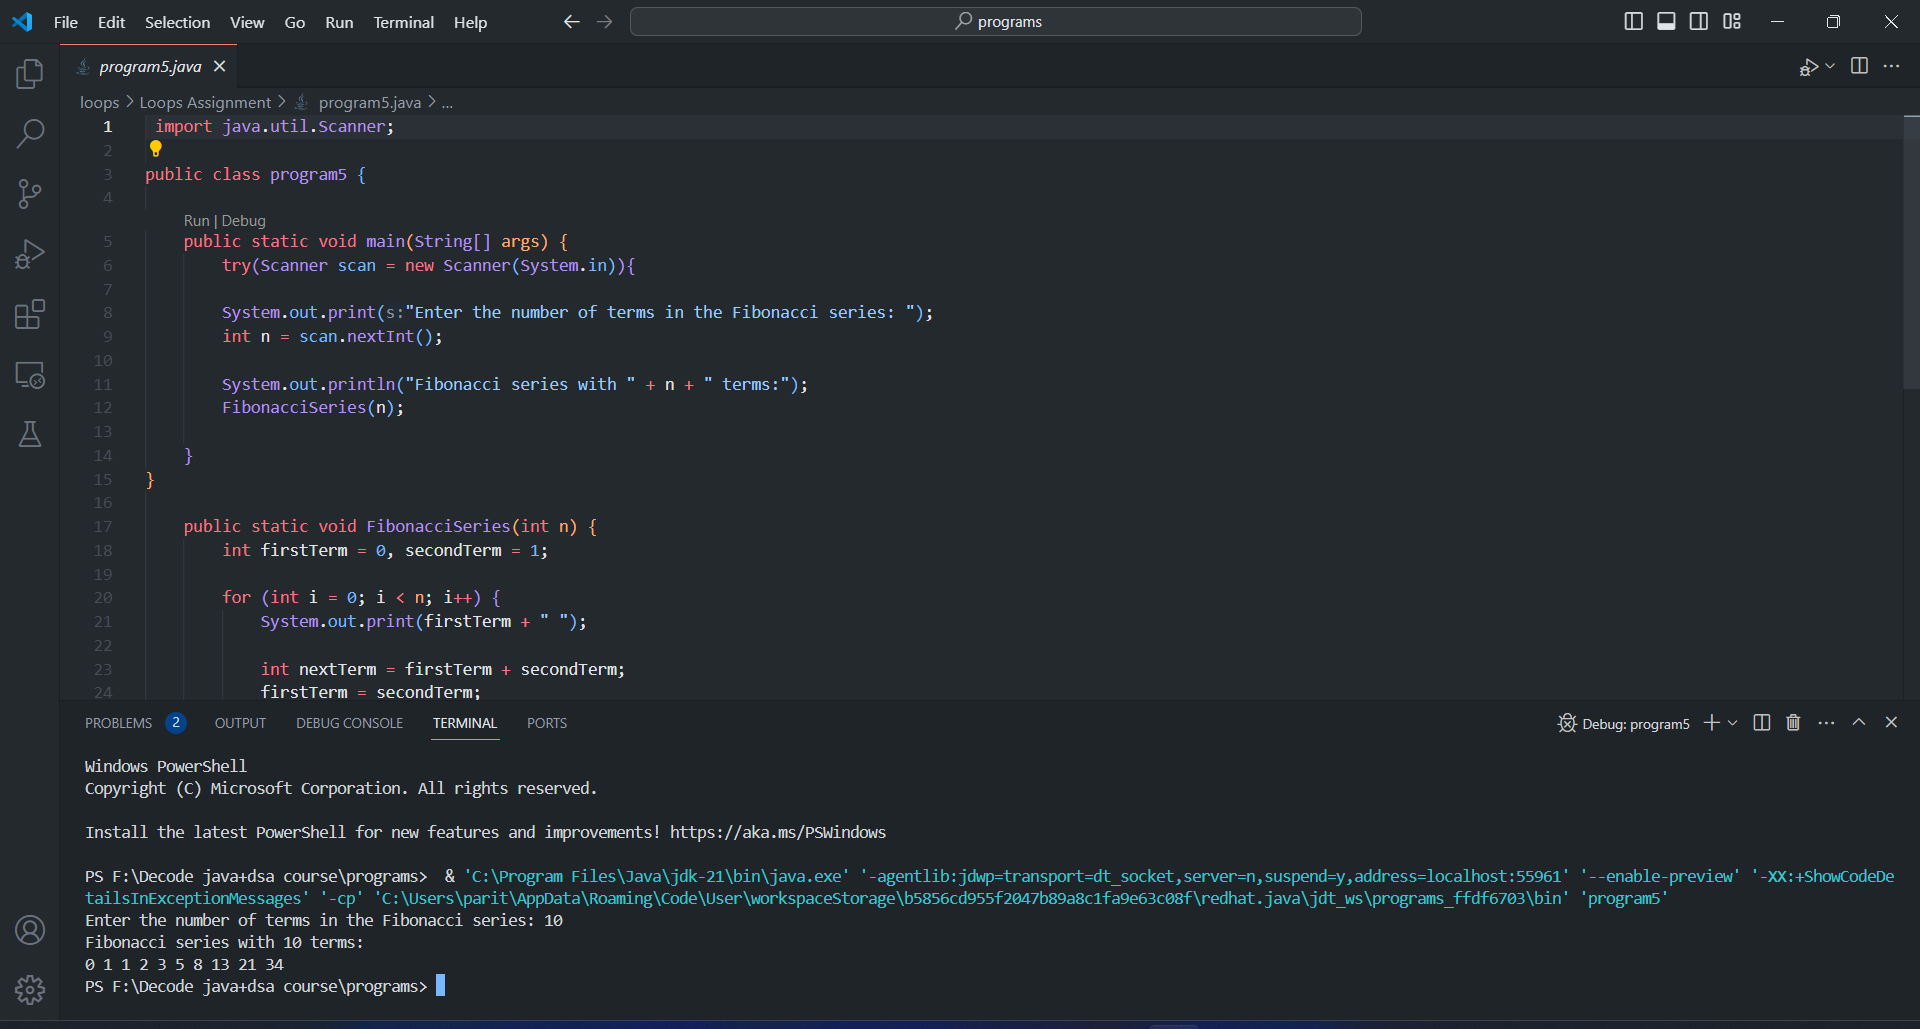 File Edit Selection View Go Run Terminal Help programs
program5.java
loops > Loops Assignment > program5.java > ...
1 import java.util.Scanner;
2
3 public class program5 {
4
Run | Debug
5 public static void main(String[] args) {
6 try(Scanner scan = new Scanner(System.in)){
7
8 System.out.print(s:"Enter the number of terms in the Fibonacci series: ");
9 int n = scan.nextInt();
10
11 System.out.println("Fibonacci series with " + n + " terms:");
12 FibonacciSeries(n);
13
14 }
15 }
16
17 public static void FibonacciSeries(int n) {
18 int firstTerm = 0, secondTerm = 1;
19
20 for (int i = 0; i < n; i++) {
21 System.out.print(firstTerm + " ");
22
23 int nextTerm = firstTerm + secondTerm;
24 firstTerm = secondTerm;
PROBLEMS 2 OUTPUT DEBUG CONSOLE TERMINAL PORTS Debug: program5
Windows PowerShell
Copyright (C) Microsoft Corporation. All rights reserved.
Install the latest PowerShell for new features and improvements! https://aka.ms/PSWindows
PS F:\Decode java+dsa course\programs> & 'C:\Program Files\Java\jdk-21\bin\java.exe' '-agentlib:jdwp=transport=dt_socket,server=n,suspend=y,address=localhost:55961' '--enable-preview' '-XX:+ShowCodeDe
tailsInExceptionMessages' '-cp' 'C:\Users\parit\AppData\Roaming\Code\User\workspaceStorage\b5856cd955f2047b89a8c1fa9e63c08f\redhat.java\jdt_ws\programs_ffdf6703\bin' 'program5'
Enter the number of terms in the Fibonacci series: 10
Fibonacci series with 10 terms:
0 1 1 2 3 5 8 13 21 34
PS F:\Decode java+dsa course\programs>